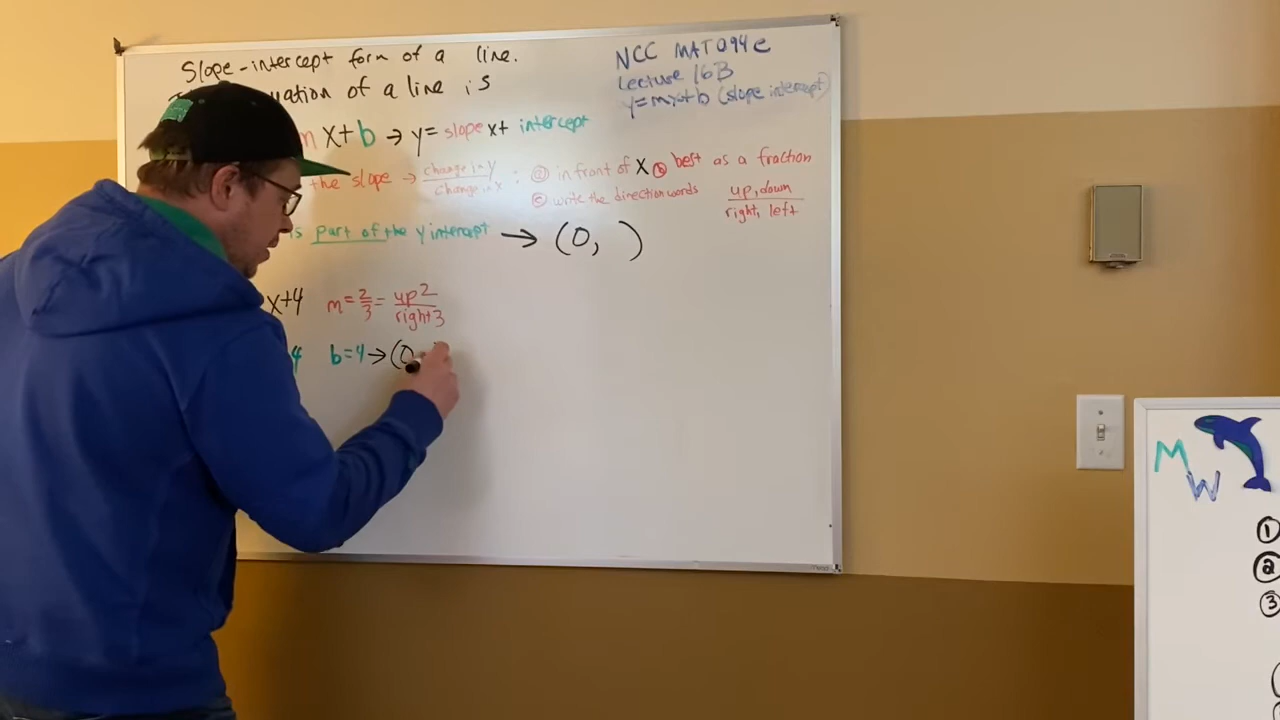 Slope-intercept form of a line.
of a line is
m x+b → y= slope x+ intercept
the slope → change in y / change in x : ⓐ in front of x ⓑ best as a fraction
ⓒ write the direction words up, down / right, left
is part of the y intercept → (0, )
x+4 m = 2/3 = up 2 / right 3
4 b=4 → (0
NCC MAT094e
Lecture 16B
y=mx+b (slope intercept)
M
W
①
②
③